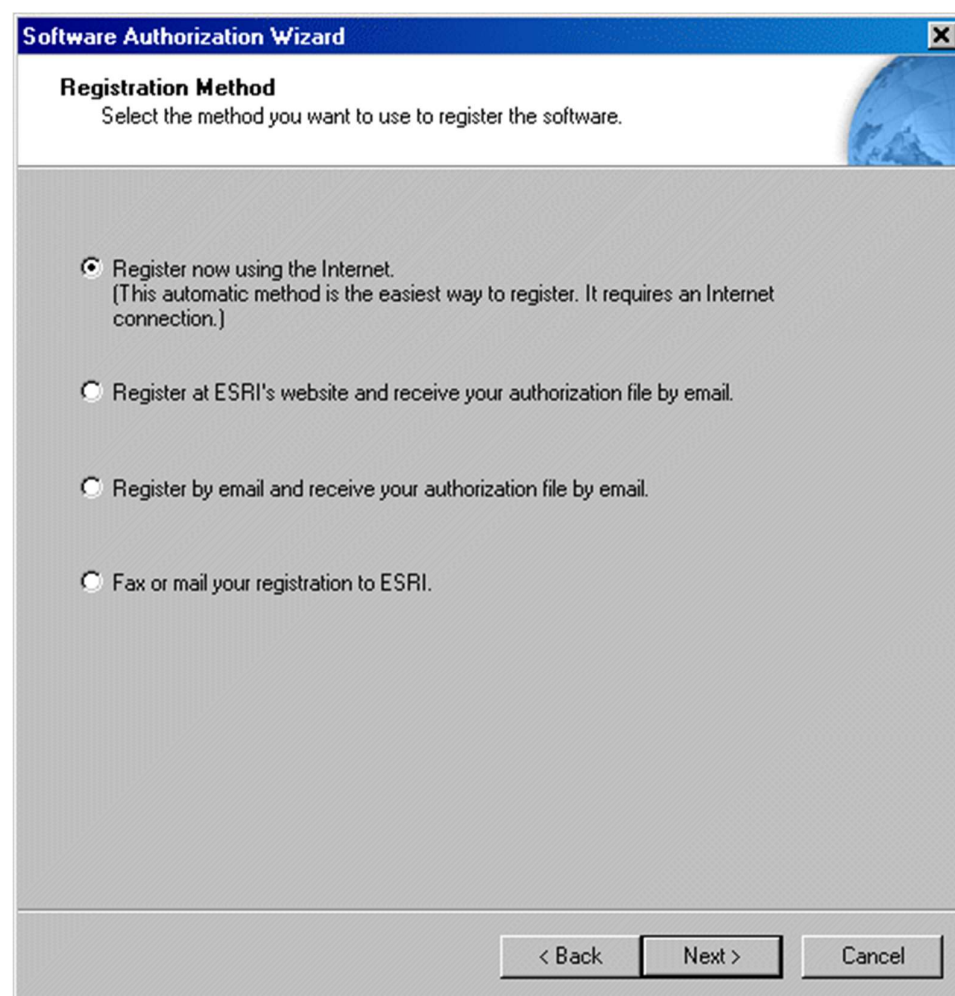 Software Authorization Wizard
Registration Method
Select the method you want to use to register the software.
Register now using the Internet.
(This automatic method is the easiest way to register. It requires an Internet
connection.)
Register at ESRI's website and receive your authorization file by email.
Register by email and receive your authorization file by email.
Fax or mail your registration to ESRI.
< Back Next > Cancel